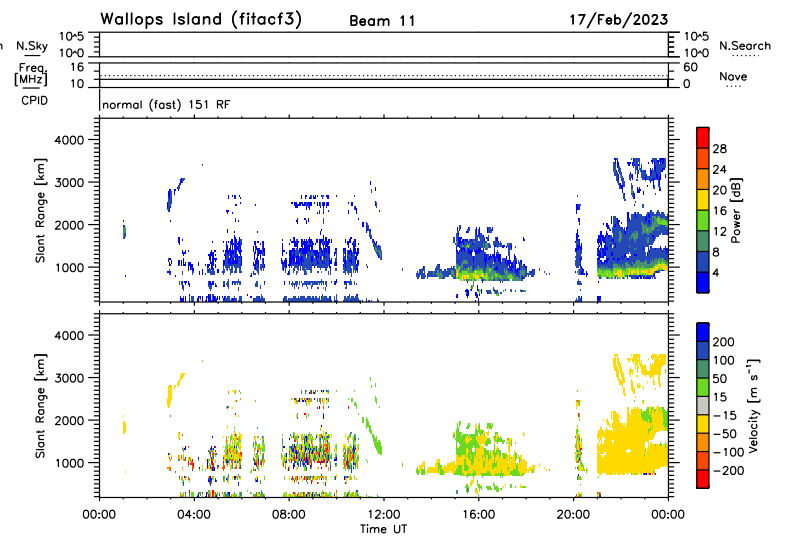 Wallops Island (fitacf3) Beam 11 17/Feb/2023
n N.Sky 10^5 10^0 10^5 10^0 N.Search
Freq. [MHz] 16 10 60 0 Nave
CPID normal (fast) 151 RF
Slant Range [km] 4000 3000 2000 1000
28 24 20 16 12 8 4 Power [dB]
Slant Range [km] 4000 3000 2000 1000
200 100 50 15 −15 −50 −100 −200 Velocity [m s⁻¹]
00:00 04:00 08:00 12:00 16:00 20:00 00:00
Time UT